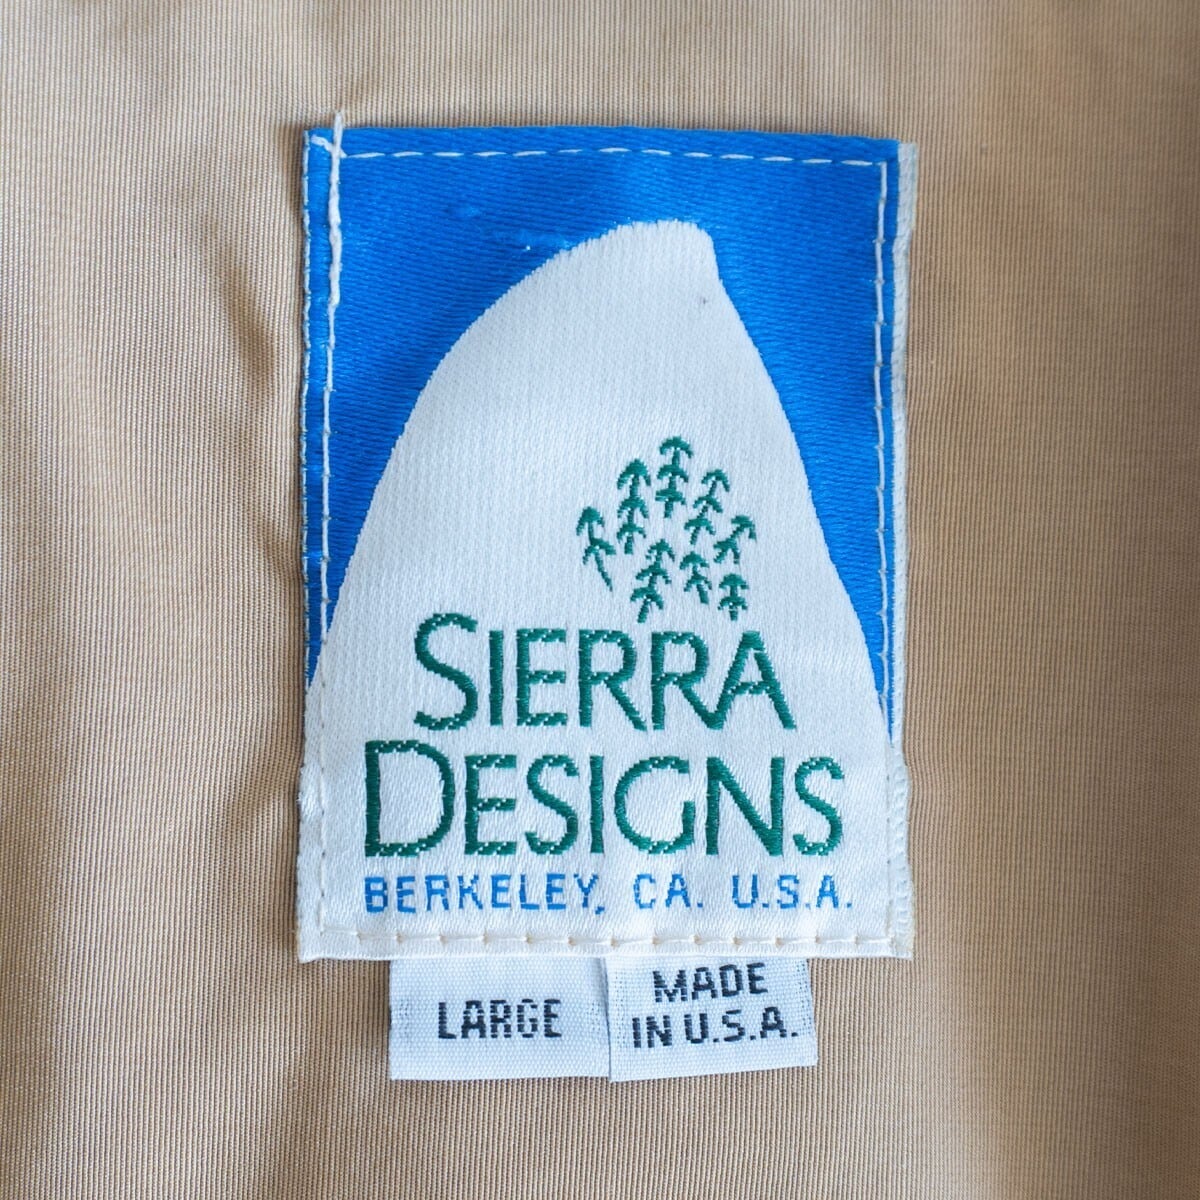 SIERRA
DESIGNS
BERKELEY, CA. U.S.A.
LARGE
MADE
IN U.S.A.